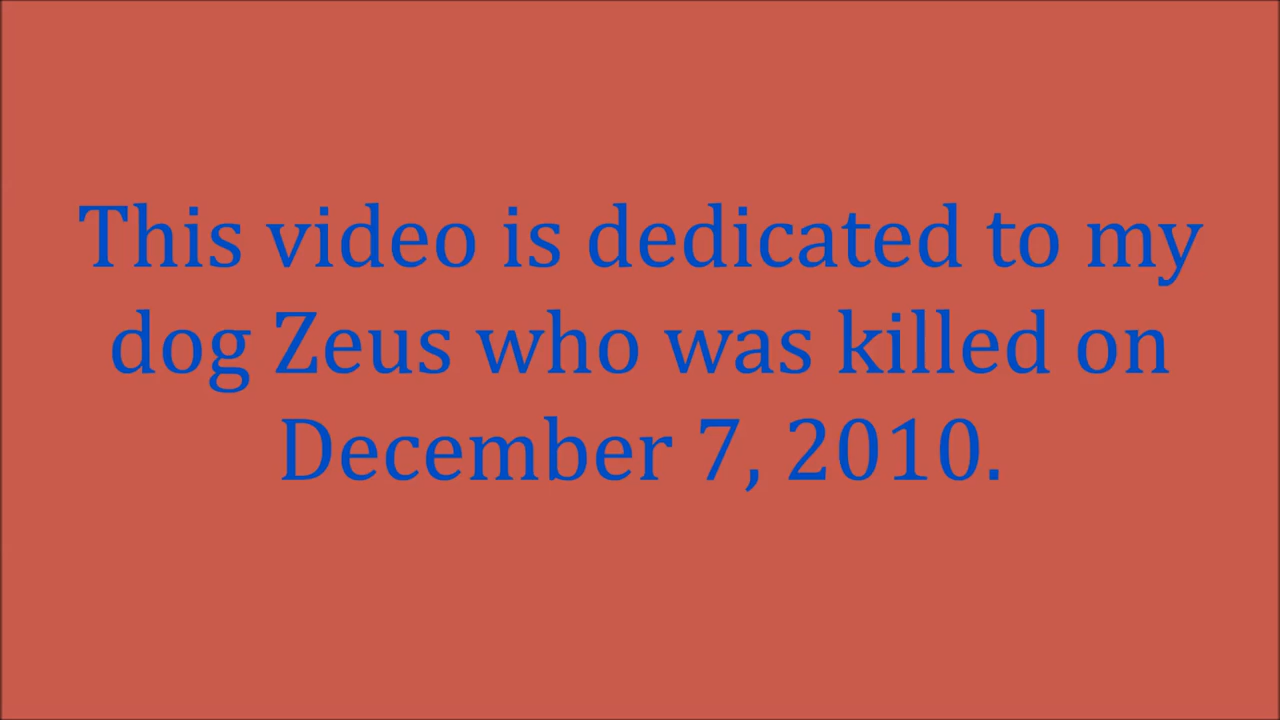 This video is dedicated to my
dog Zeus who was killed on
December 7, 2010.